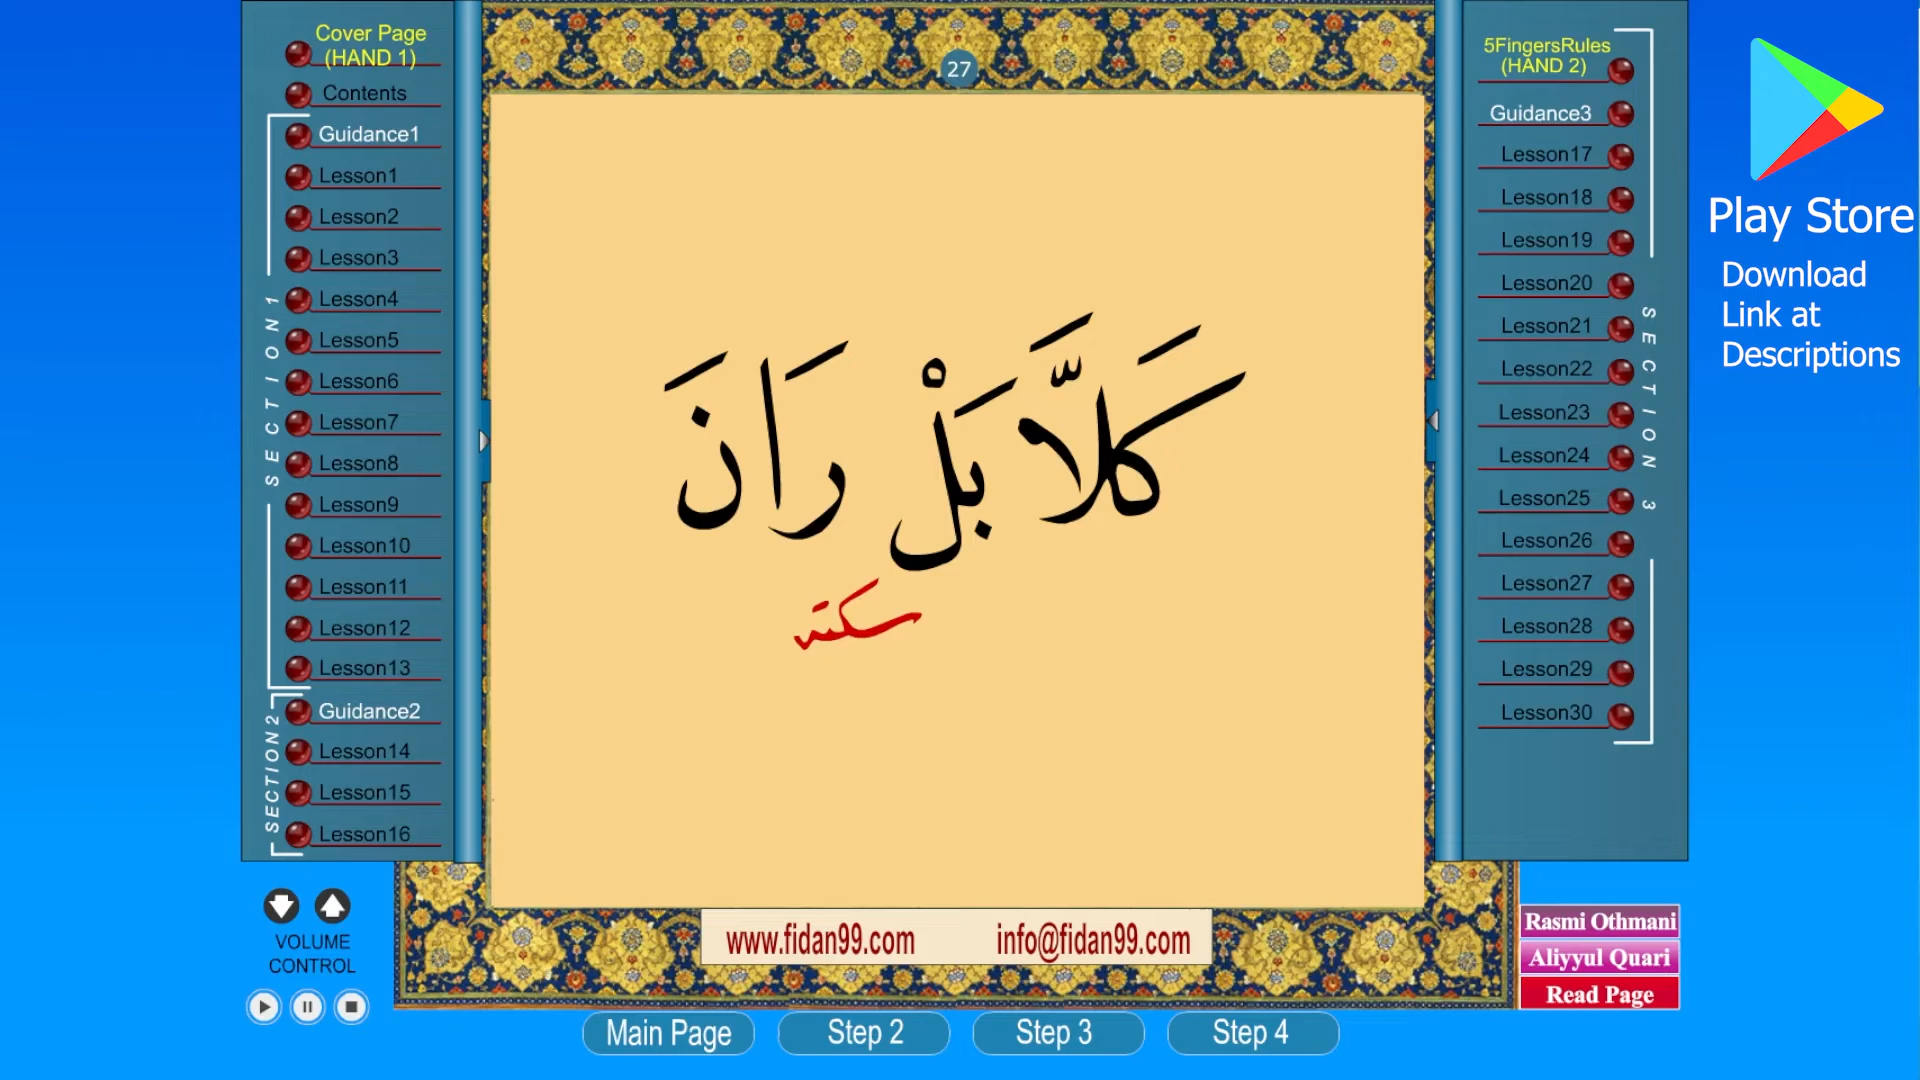 Cover Page
(HAND 1)
Contents
Guidance1
Lesson1
Lesson2
Lesson3
Lesson4
Lesson5
Lesson6
Lesson7
Lesson8
Lesson9
Lesson10
Lesson11
Lesson12
Lesson13
Guidance2
Lesson14
Lesson15
Lesson16
SECTION 1
SECTION 2
VOLUME
CONTROL
27
كَلَّا بَلْ رَانَ
سكته
www.fidan99.com info@fidan99.com
Main Page
Step 2
Step 3
Step 4
5FingersRules
(HAND 2)
Guidance3
Lesson17
Lesson18
Lesson19
Lesson20
Lesson21
Lesson22
Lesson23
Lesson24
Lesson25
Lesson26
Lesson27
Lesson28
Lesson29
Lesson30
SECTION 3
Rasmi Othmani
Aliyyul Quari
Read Page
Play Store
Download
Link at
Descriptions